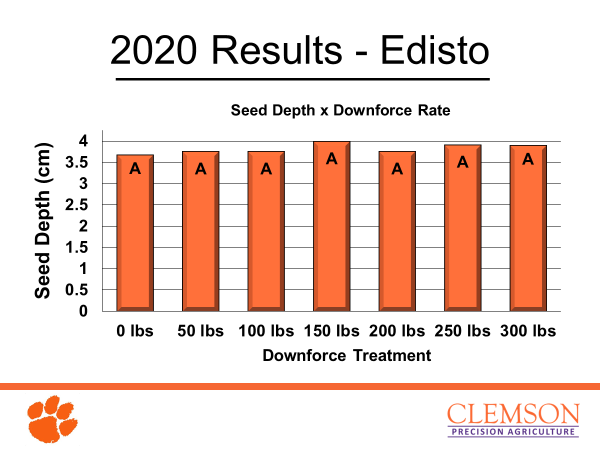 2020 Results - Edisto
Seed Depth x Downforce Rate
Seed Depth (cm)
4
3.5
3
2.5
2
1.5
1
0.5
0
A A A A A A A
0 lbs 50 lbs 100 lbs 150 lbs 200 lbs 250 lbs 300 lbs
Downforce Treatment
CLEMSON
PRECISION AGRICULTURE